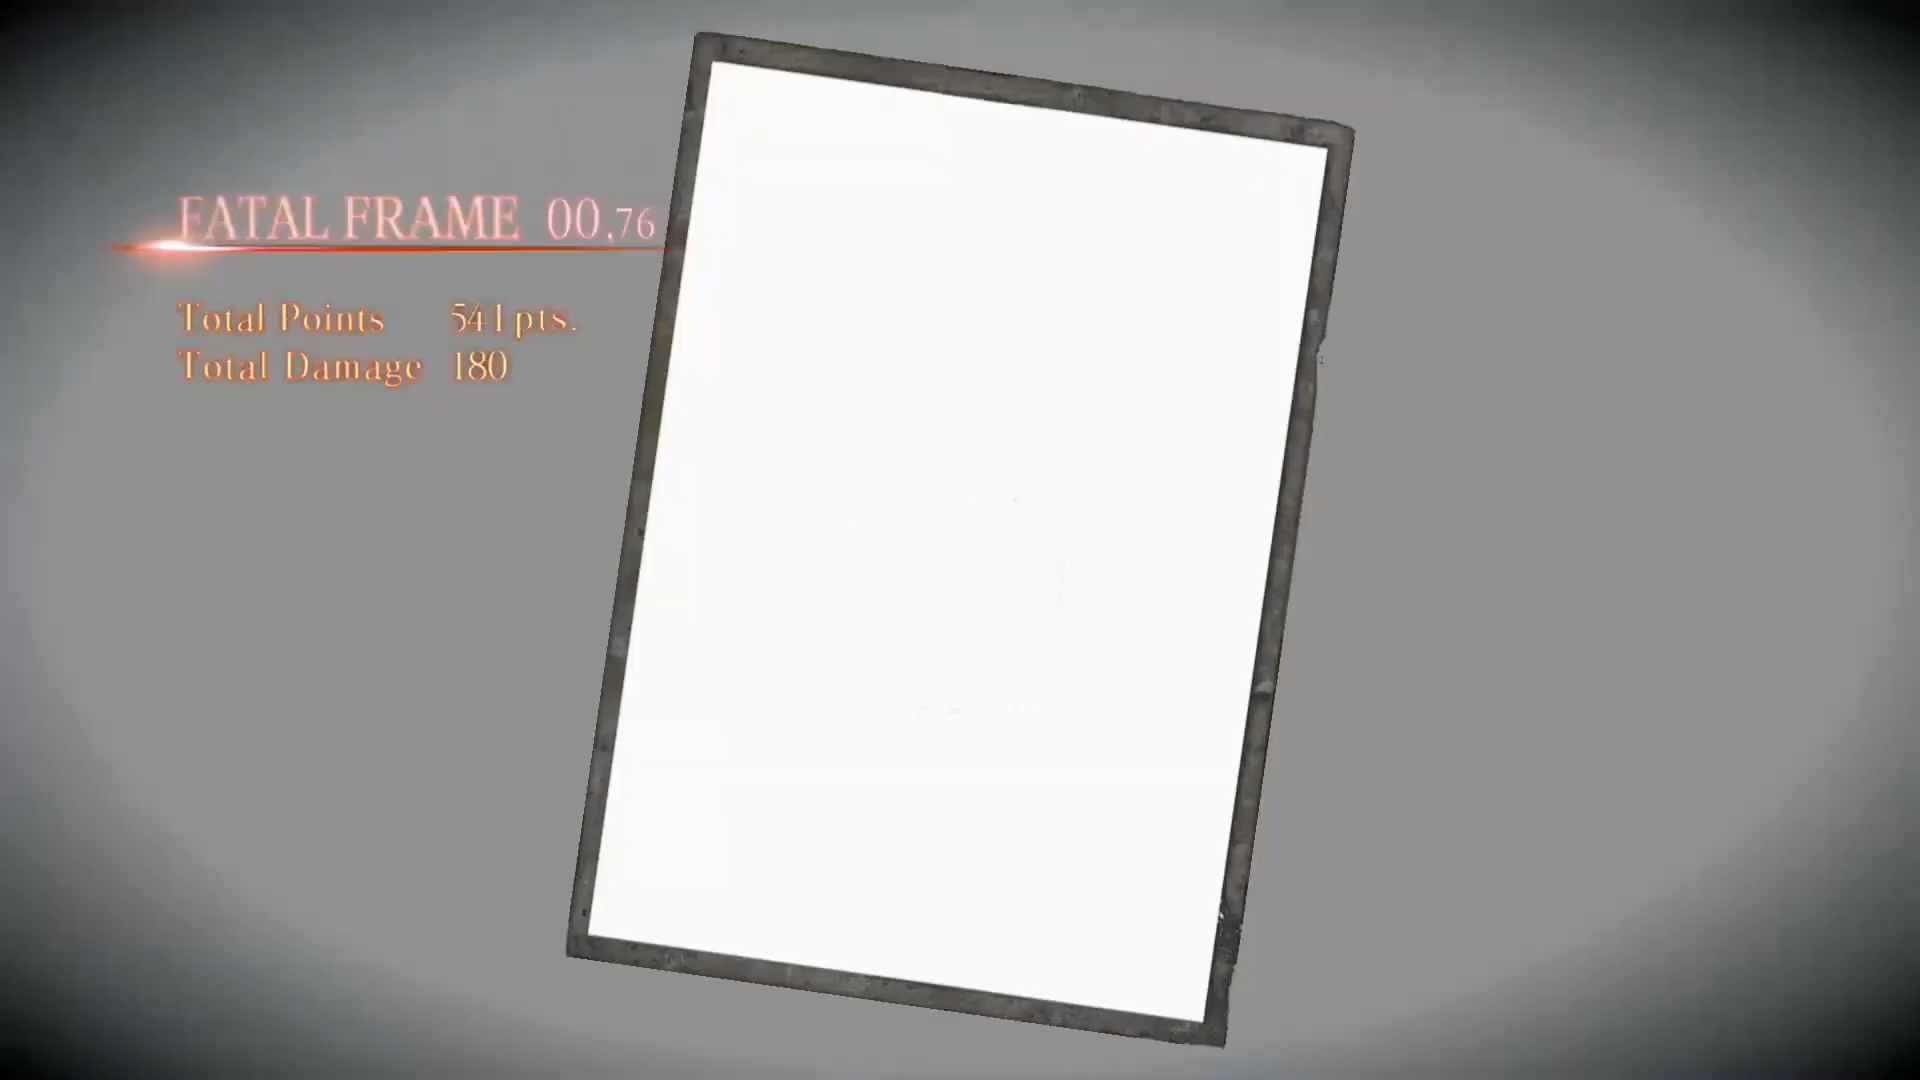 FATAL FRAME 00.76
Total Points 541pts.
Total Damage 180